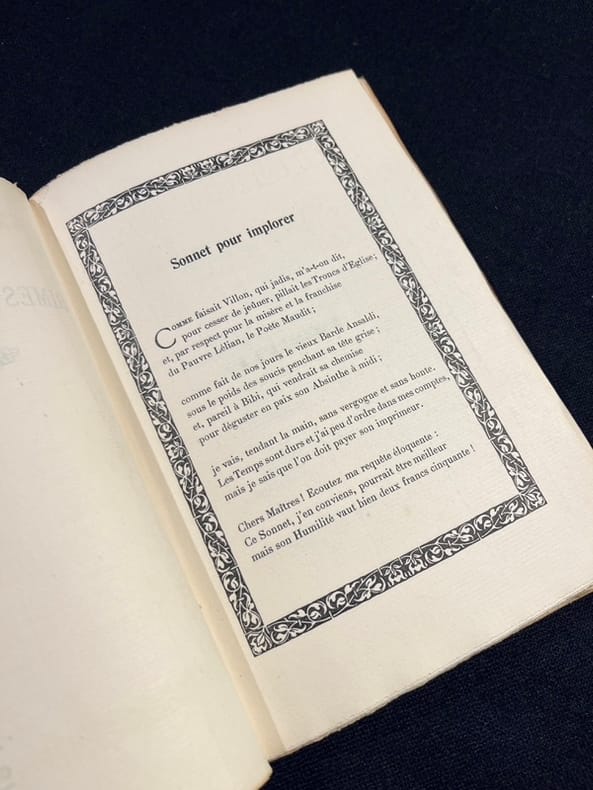 Sonnet pour implorer
COMME faisait Villon, qui jadis, m'a-t-on dit,
pour cesser de jeûner, pillait les Troncs d'Eglise ;
et, par respect pour la misère et la franchise
du Pauvre Lélian, le Poète Maudit ;
comme fait de nos jours le vieux Barde Ansaldi,
sous le poids des soucis penchant sa tête grise ;
et, pareil à Bibi, qui vendrait sa chemise
pour déguster en paix son Absinthe à midi ;
je vais, tendant la main, sans vergogne et sans honte.
Les Temps sont durs et j'ai peu d'ordre dans mes comptes,
mais je sais que l'on doit payer son imprimeur.
Chers Maîtres ! Ecoutez ma requête éloquente :
Ce Sonnet, j'en conviens, pourrait être meilleur
mais son Humilité vaut bien deux francs cinquante !